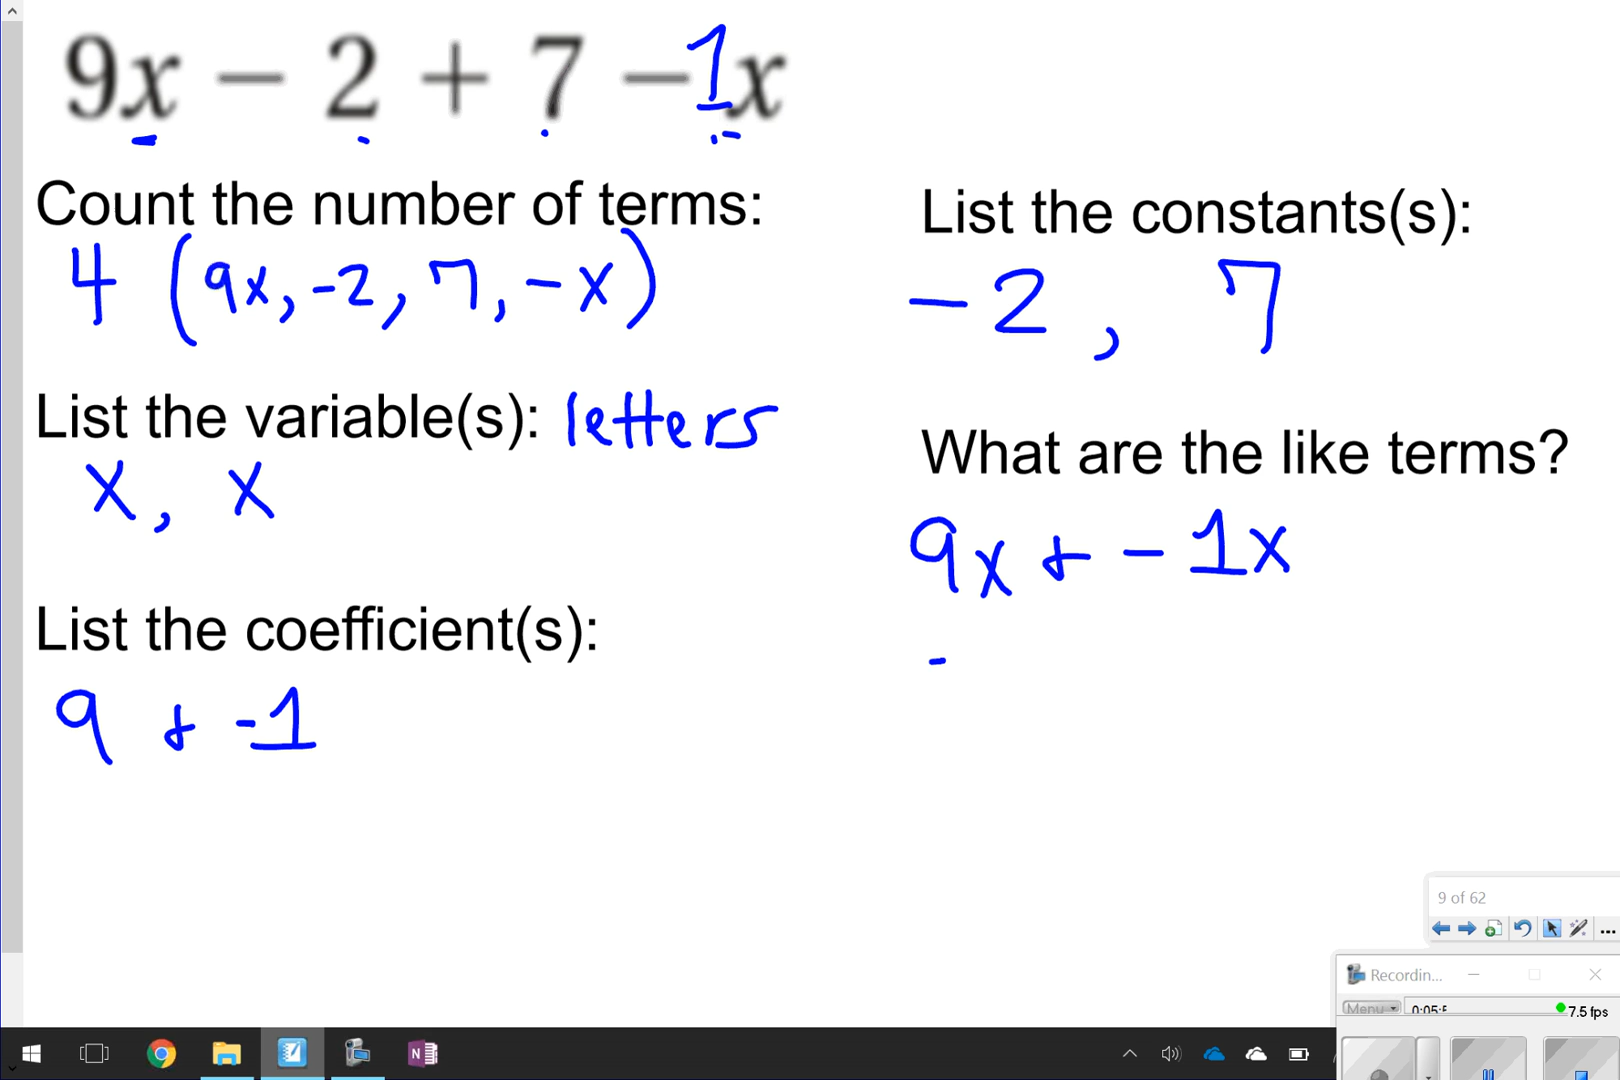 9x − 2 + 7 −1x
Count the number of terms:
4 (9x, -2, 7, -x)
List the variable(s): letters
x, x
List the coefficient(s):
9 + -1
List the constants(s):
-2, 7
What are the like terms?
9x + -1x
-
9 of 62
Recordin...
Menu
7.5 fps
N